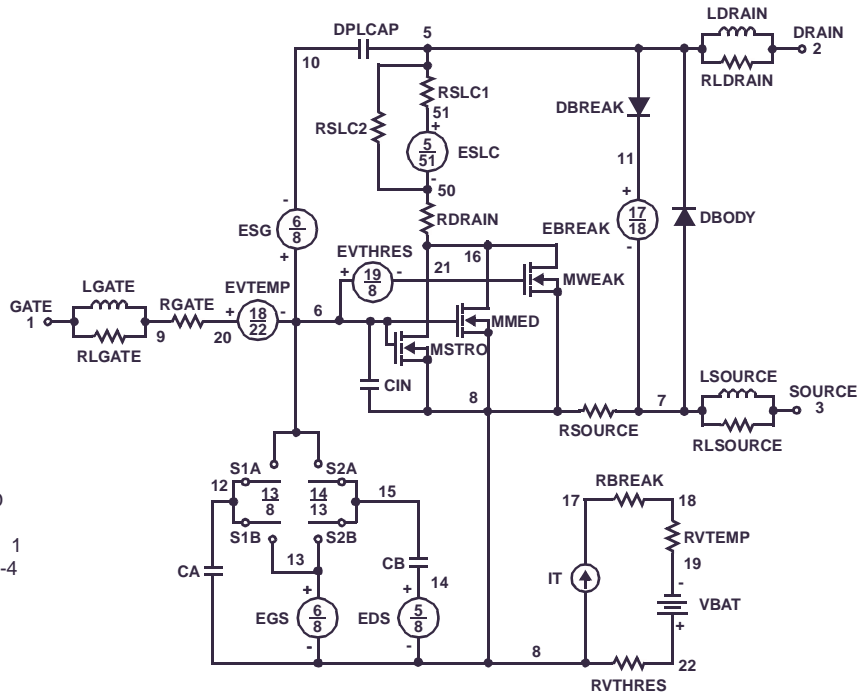 LDRAIN
DPLCAP 5 DRAIN
10 2
RLDRAIN
RSLC1
51
DBREAK
RSLC2
+
5
51
ESLC
11
-
50
-
RDRAIN
+
17
18
EBREAK
DBODY
6
8
ESG
EVTHRES
16
-
+
+ 19
8
- 21
MWEAK
LGATE
EVTEMP
GATE RGATE
1
+ 18
22
- 6
MMED
9 20
MSTRO
RLGATE
LSOURCE
CIN
8 7 SOURCE
3
RSOURCE
RLSOURCE
S1A S2A
RBREAK
12 13
8
14
13
15
17 18
0
S1B S2B
RVTEMP
1
13
CB
19
-4
CA
14
IT
-
+ +
VBAT
EGS 6
8
EDS 5
8
+
- -
8 22
RVTHRES